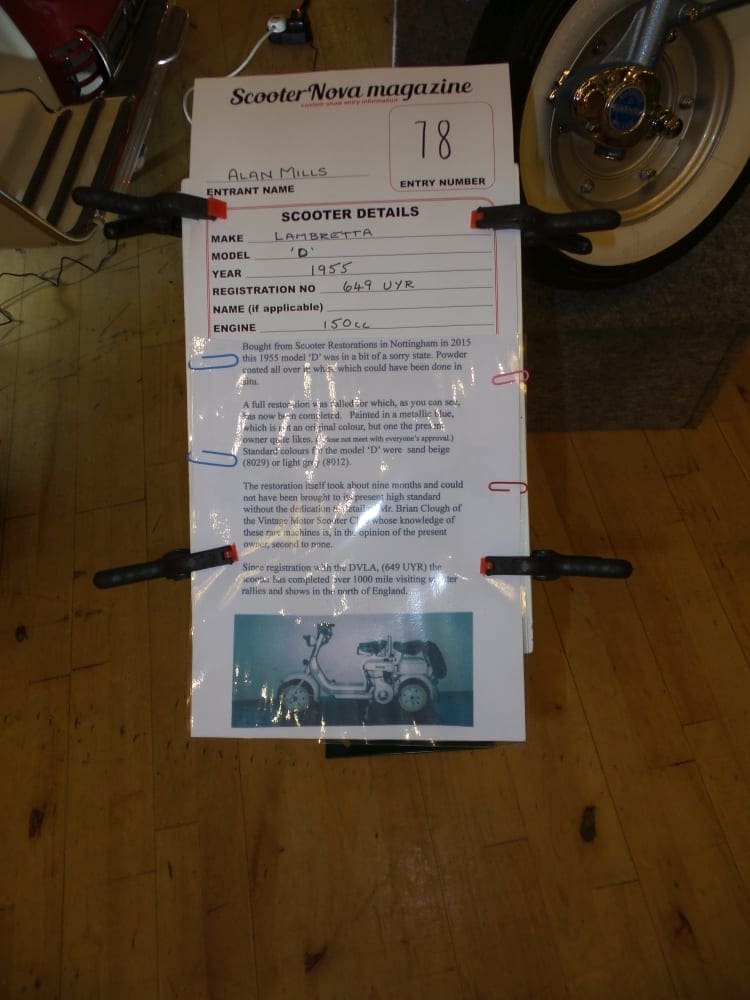 ScooterNova magazine
custom show entry information
78
ALAN MILLS
ENTRANT NAME
ENTRY NUMBER
SCOOTER DETAILS
MAKE LAMBRETTA
MODEL 'D'
YEAR 1955
REGISTRATION NO 649 UYR
NAME (if applicable)
ENGINE 150cc
Bought from Scooter Restorations in Nottingham in 2015
this 1955 model 'D' was in a bit of a sorry state. Powder
coated all over in white which could have been done in
situ.
A full restoration was called for which, as you can see,
has now been completed. Painted in a metallic blue,
which is not an original colour, but one the present
owner quite likes. (Does not meet with everyone's approval.)
Standard colours for the model 'D' were sand beige
(8029) or light grey (8012).
The restoration itself took about nine months and could
not have been brought to its present high standard
without the dedication to detail Mr. Brian Clough of
the Vintage Motor Scooter Club whose knowledge of
these rare machines is, in the opinion of the present
owner, second to none.
Since registration with the DVLA, (649 UYR) the
scooter has completed over 1000 mile visiting scooter
rallies and shows in the north of England.